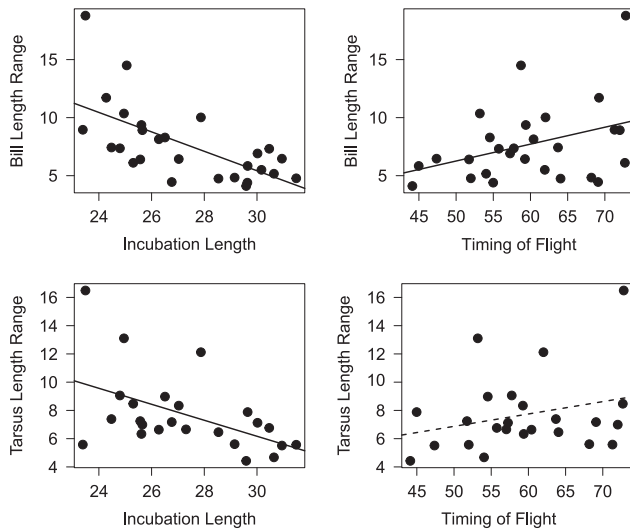 Bill Length Range
15
10
5
24 26 28 30
Incubation Length
Bill Length Range
15
10
5
45 50 55 60 65 70
Timing of Flight
Tarsus Length Range
16
14
12
10
8
6
4
24 26 28 30
Incubation Length
Tarsus Length Range
16
14
12
10
8
6
4
45 50 55 60 65 70
Timing of Flight